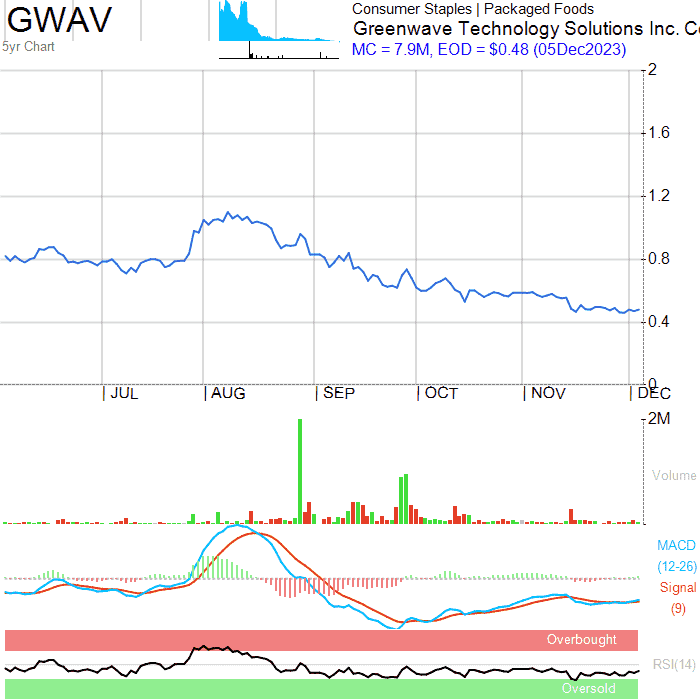 GWAV
5yr Chart
Consumer Staples | Packaged Foods
Greenwave Technology Solutions Inc. Co
MC = 7.9M, EOD = $0.48 (05Dec2023)
2
1.6
1.2
0.8
0.4
0
| JUL | AUG | SEP | OCT | NOV | DEC
2M
Volume
MACD
(12-26)
Signal
(9)
Overbought
RSI(14)
Oversold